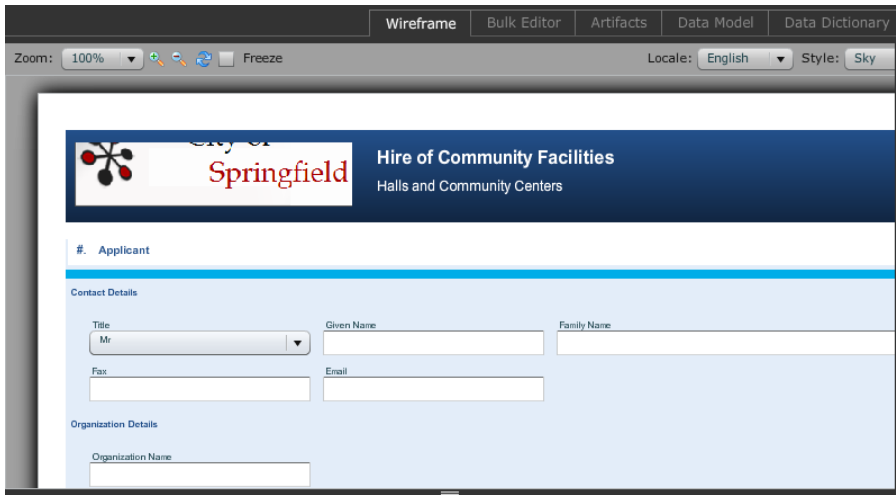 Wireframe Bulk Editor Artifacts Data Model Data Dictionary
Zoom: 100% Freeze Locale: English Style: Sky
City of
Springfield
Hire of Community Facilities
Halls and Community Centers
#. Applicant
Contact Details
Title Given Name Family Name
Mr
Fax Email
Organization Details
Organization Name